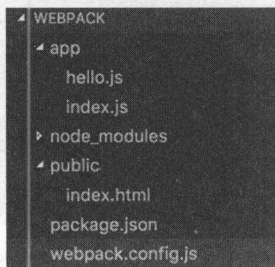 WEBPACK
app
hello.js
index.js
node_modules
public
index.html
package.json
webpack.config.js